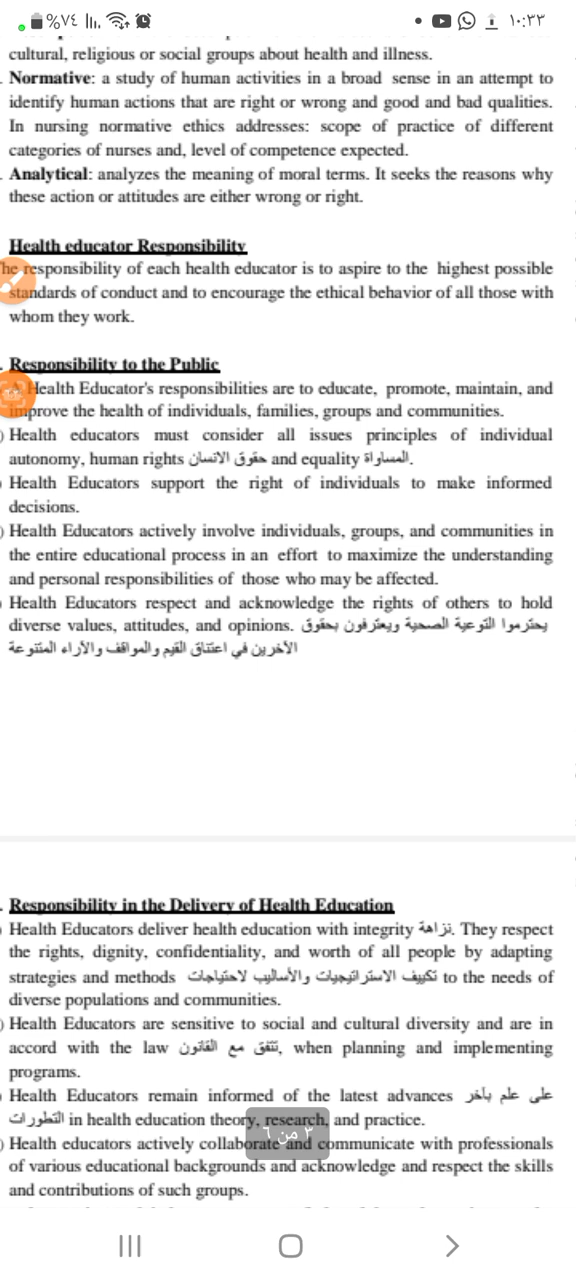 %٧٤ ١٠:٣٣
cultural, religious or social groups about health and illness.
Normative: a study of human activities in a broad sense in an attempt to
identify human actions that are right or wrong and good and bad qualities.
In nursing normative ethics addresses: scope of practice of different
categories of nurses and, level of competence expected.
Analytical: analyzes the meaning of moral terms. It seeks the reasons why
these action or attitudes are either wrong or right.
Health educator Responsibility
he responsibility of each health educator is to aspire to the highest possible
standards of conduct and to encourage the ethical behavior of all those with
whom they work.
. Responsibility to the Public
Health Educator's responsibilities are to educate, promote, maintain, and
improve the health of individuals, families, groups and communities.
) Health educators must consider all issues principles of individual
autonomy, human rights حقوق الانسان and equality المساواة.
Health Educators support the right of individuals to make informed
decisions.
) Health Educators actively involve individuals, groups, and communities in
the entire educational process in an effort to maximize the understanding
and personal responsibilities of those who may be affected.
Health Educators respect and acknowledge the rights of others to hold
diverse values, attitudes, and opinions. يحترموا التوعية الصحية ويعترفون بحقوق
الآخرين في اعتناق القيم والمواقف والآراء المتنوعة
. Responsibility in the Delivery of Health Education
Health Educators deliver health education with integrity نزاهة. They respect
the rights, dignity, confidentiality, and worth of all people by adapting
strategies and methods تكييف الاستراتيجيات والأساليب لاحتياجات to the needs of
diverse populations and communities.
) Health Educators are sensitive to social and cultural diversity and are in
accord with the law تتفق مع القانون, when planning and implementing
programs.
Health Educators remain informed of the latest advances على علم بآخر
التطورات in health education theory, research, and practice.
٣ من ٦
) Health educators actively collaborate and communicate with professionals
of various educational backgrounds and acknowledge and respect the skills
and contributions of such groups.